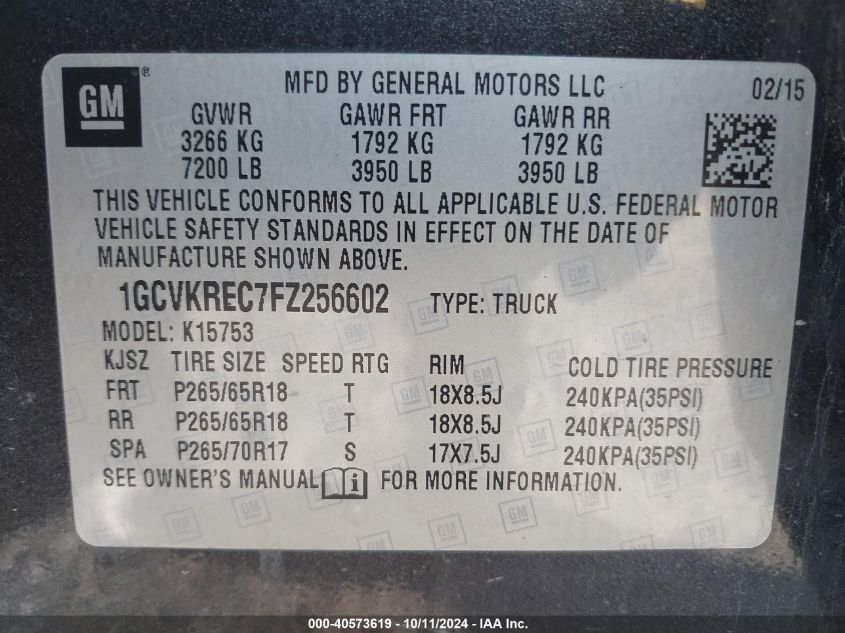 GM ® MFD BY GENERAL MOTORS LLC 02/15
GVWR GAWR FRT GAWR RR
3266 KG 1792 KG 1792 KG
7200 LB 3950 LB 3950 LB
THIS VEHICLE CONFORMS TO ALL APPLICABLE U.S. FEDERAL MOTOR
VEHICLE SAFETY STANDARDS IN EFFECT ON THE DATE OF
MANUFACTURE SHOWN ABOVE.
1GCVKREC7FZ256602 TYPE: TRUCK
MODEL: K15753
KJSZ TIRE SIZE SPEED RTG RIM COLD TIRE PRESSURE
FRT P265/65R18 T 18X8.5J 240KPA(35PSI)
RR P265/65R18 T 18X8.5J 240KPA(35PSI)
SPA P265/70R17 S 17X7.5J 240KPA(35PSI)
SEE OWNER'S MANUAL i FOR MORE INFORMATION.
000-40573619 - 10/11/2024 - IAA Inc.